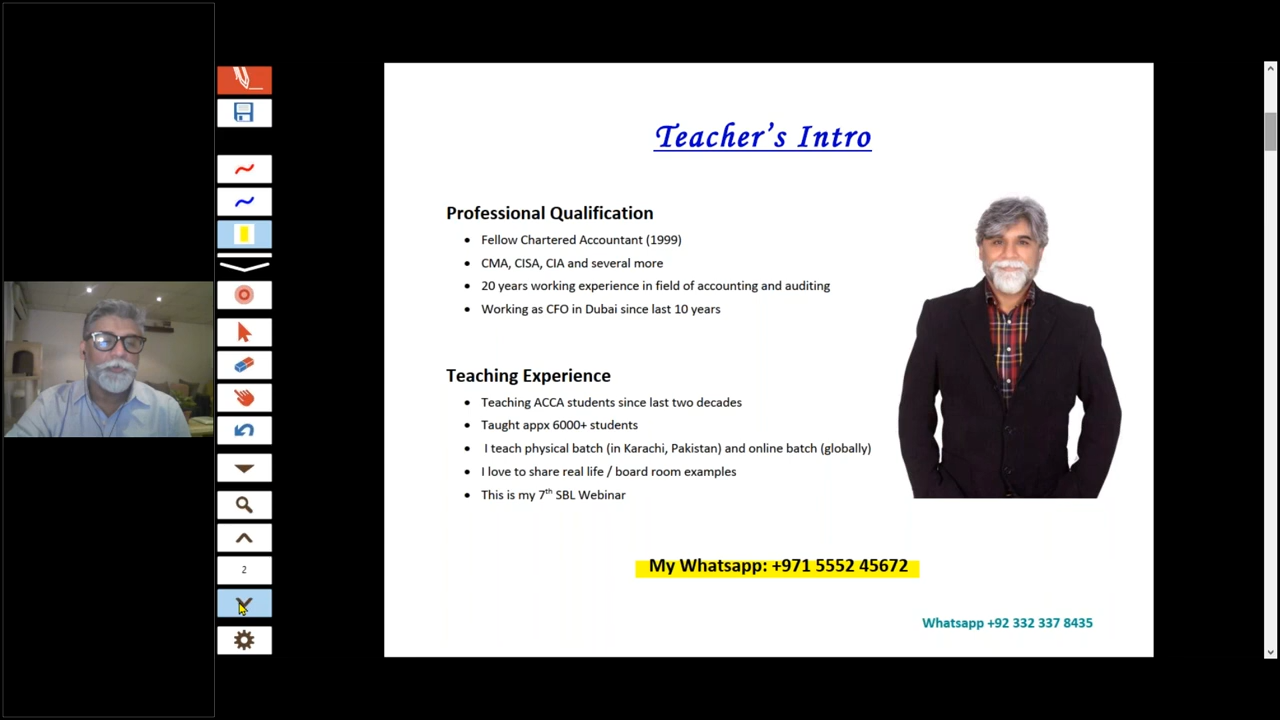 Teacher's Intro
Professional Qualification
• Fellow Chartered Accountant (1999)
• CMA, CISA, CIA and several more
• 20 years working experience in field of accounting and auditing
• Working as CFO in Dubai since last 10 years
Teaching Experience
• Teaching ACCA students since last two decades
• Taught appx 6000+ students
• I teach physical batch (in Karachi, Pakistan) and online batch (globally)
• I love to share real life / board room examples
• This is my 7th SBL Webinar
My Whatsapp: +971 5552 45672
Whatsapp +92 332 337 8435
2